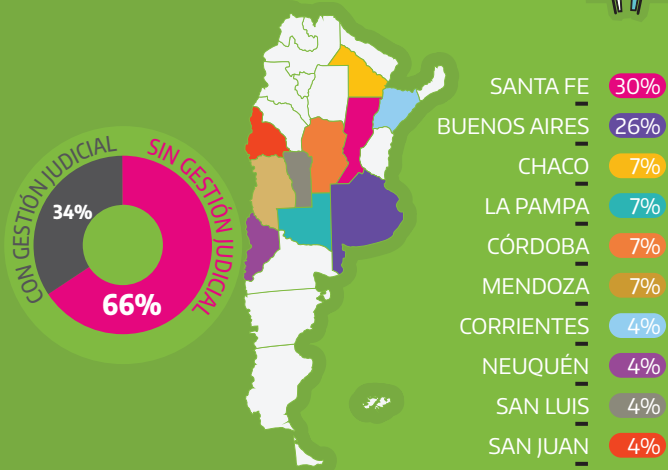 CON GESTIÓN JUDICIAL
34%
SIN GESTIÓN JUDICIAL
66%
SANTA FE 30%
BUENOS AIRES 26%
CHACO 7%
LA PAMPA 7%
CÓRDOBA 7%
MENDOZA 7%
CORRIENTES 4%
NEUQUÉN 4%
SAN LUIS 4%
SAN JUAN 4%